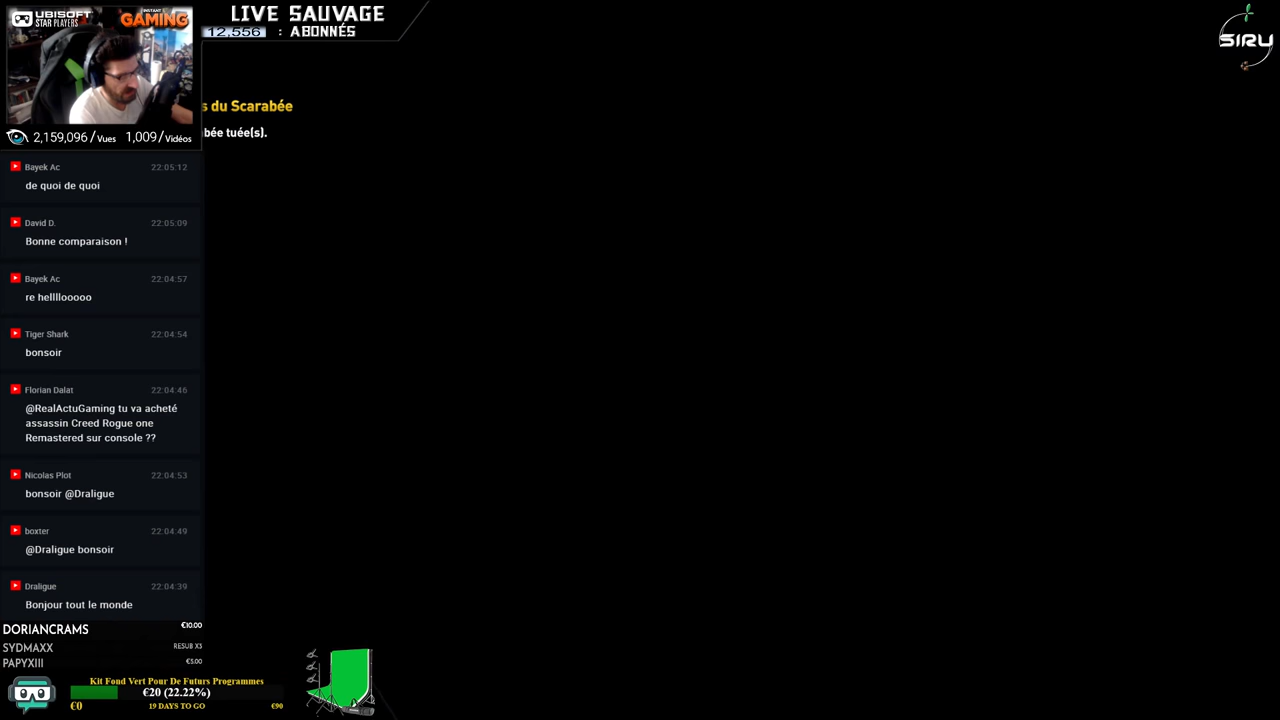 UBISOFT
STAR PLAYERS
INSTANT
GAMING
LIVE SAUVAGE
12,556 : ABONNÉS
SIRU
s du Scarabée
bée tuée(s).
2,159,096/Vues 1,009/Vidéos
Bayek Ac 22:05:12
de quoi de quoi
David D. 22:05:09
Bonne comparaison !
Bayek Ac 22:04:57
re hellllooooo
Tiger Shark 22:04:54
bonsoir
Florian Dalat 22:04:46
@RealActuGaming tu va acheté
assassin Creed Rogue one
Remastered sur console ??
Nicolas Plot 22:04:53
bonsoir @Draligue
boxter 22:04:49
@Draligue bonsoir
Draligue 22:04:39
Bonjour tout le monde
DORIANCRAMS €10.00
SYDMAXX RESUB X3
PAPYXIII €5.00
Kit Fond Vert Pour De Futurs Programmes
€20 (22.22%)
€0 19 DAYS TO GO €90